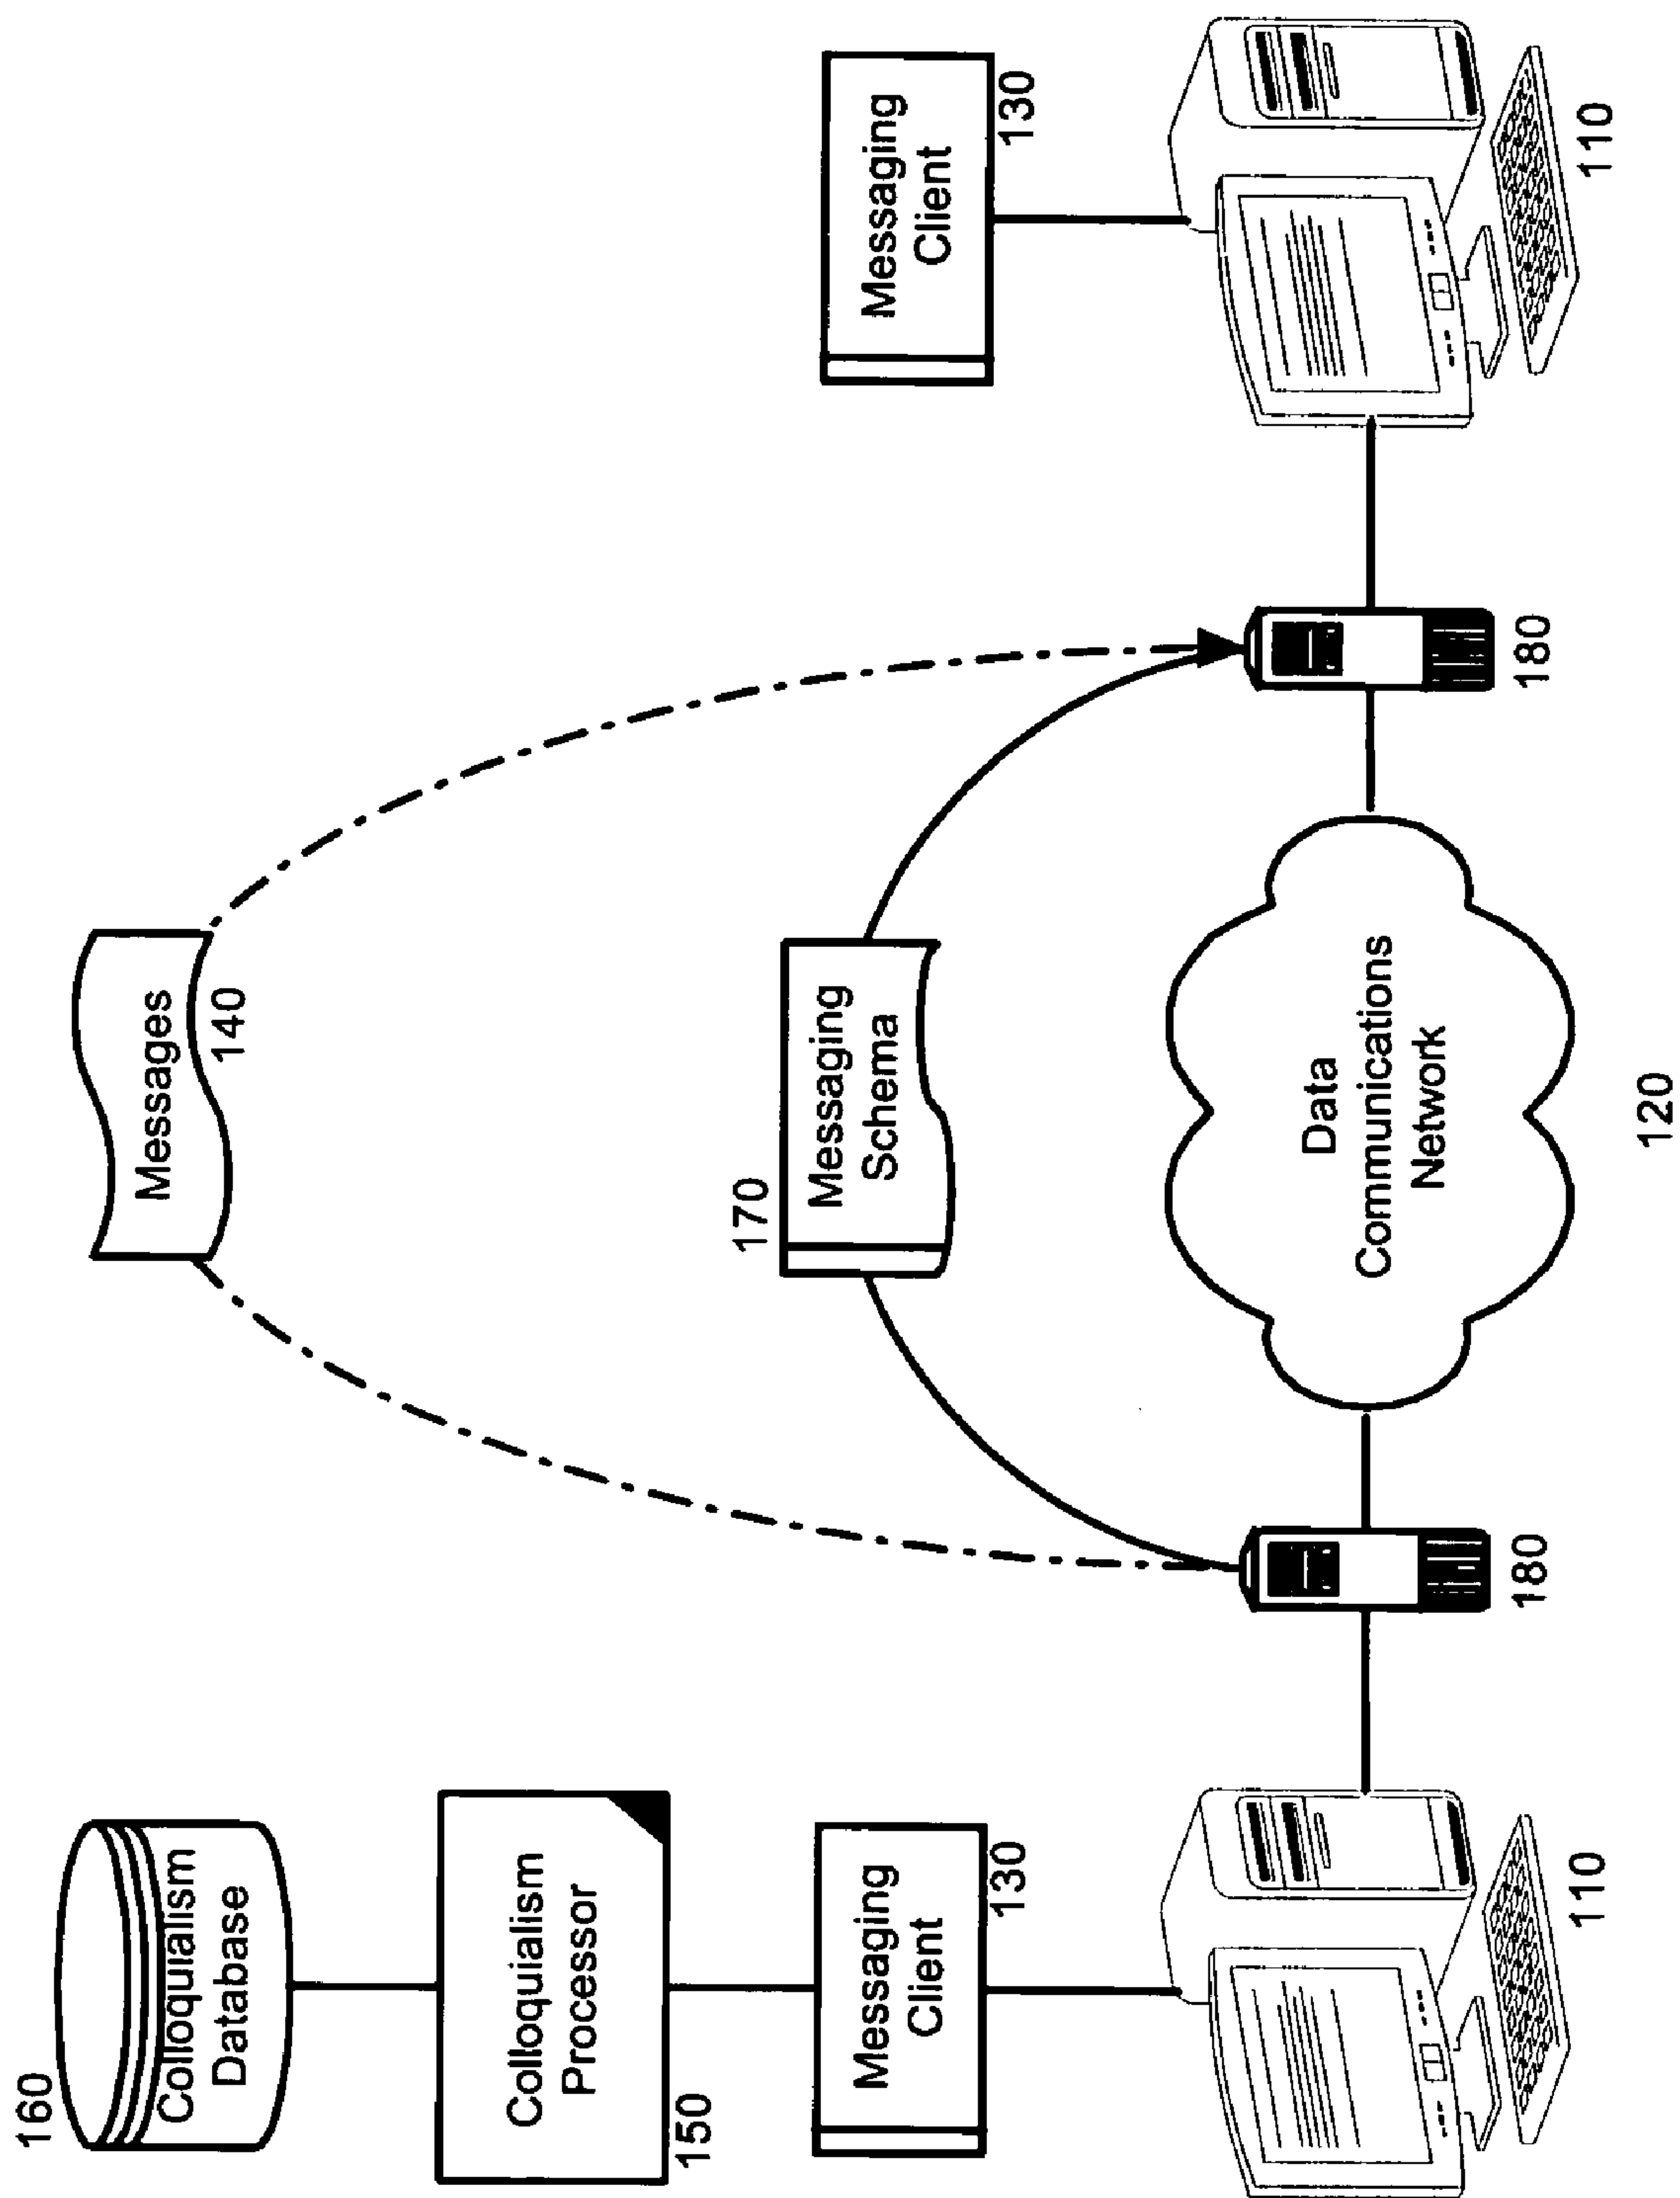 160
Colloquialism
Database
Colloquialism
Processor
150
Messaging
Client
130
110
Messages
140
170
Messaging
Schema
180
Data
Communications
Network
120
180
Messaging
Client
130
110